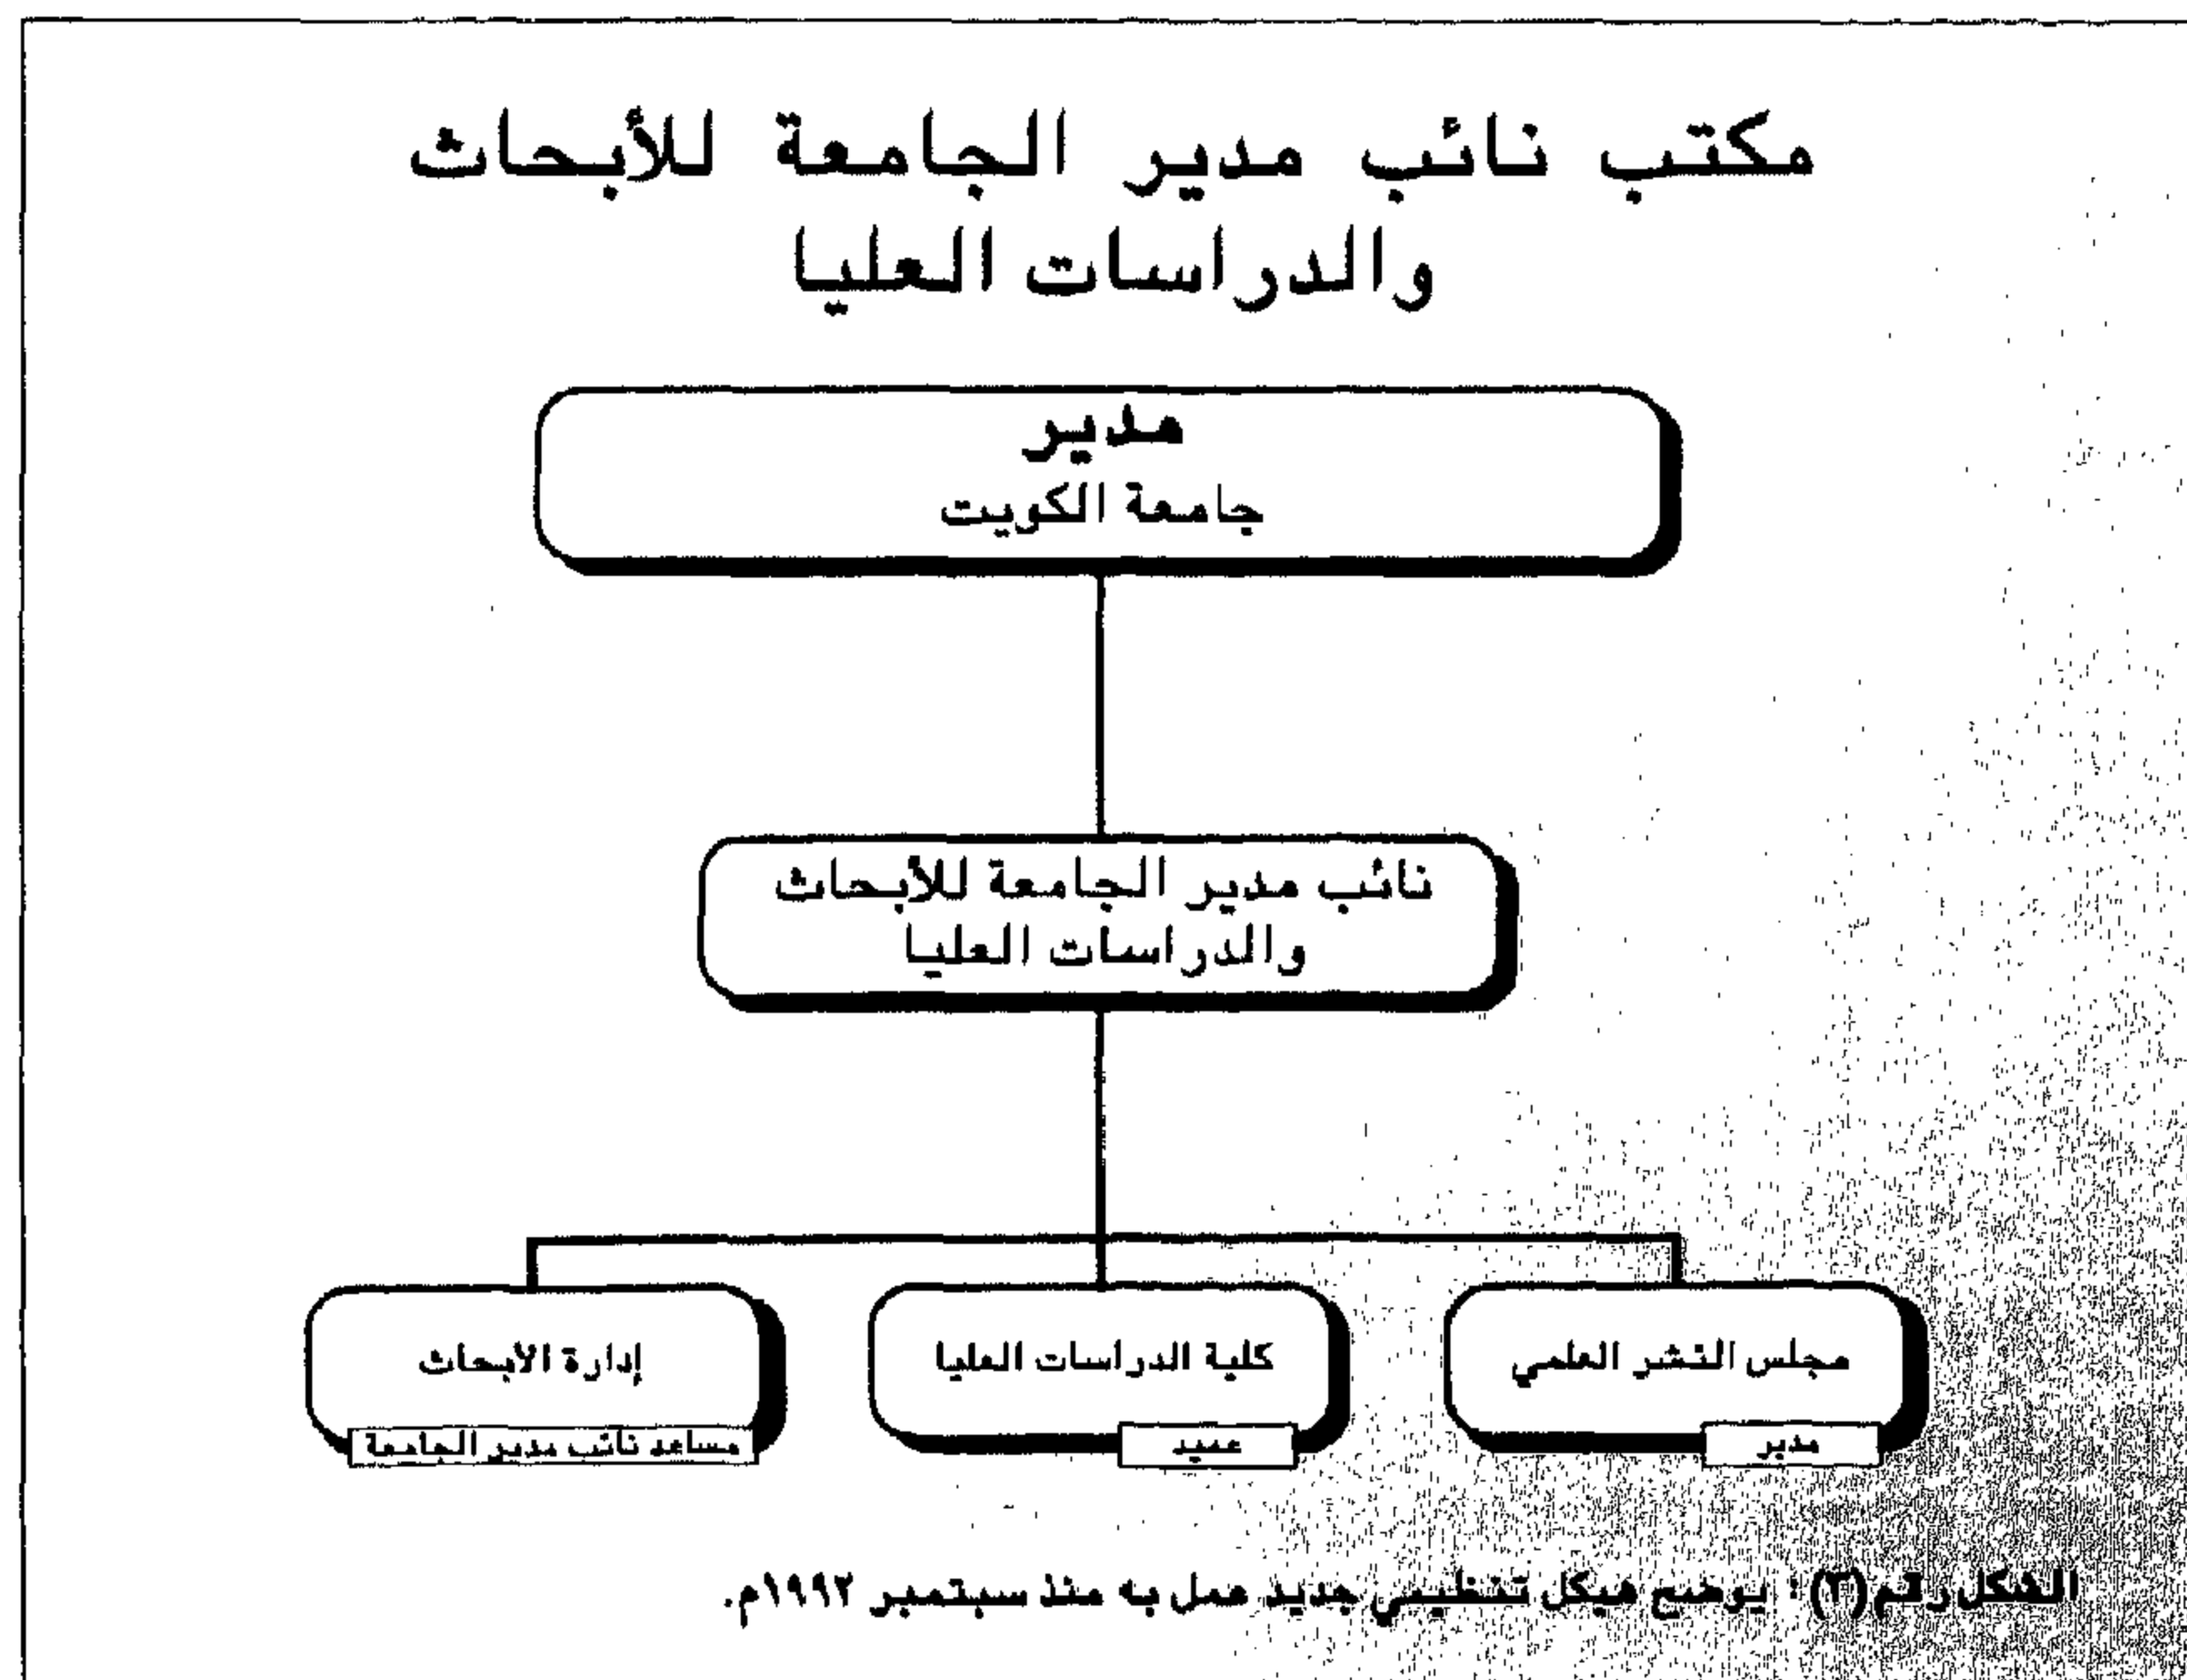 مكتب نائب مدير الجامعة للأبحاث
والدراسات العليا
مدير
جامعة الكويت
نائب مدير الجامعة للأبحاث
والدراسات العليا
مجلس النشر العلمي
مدير
كلية الدراسات العليا
عميد
إدارة الأبحاث
مساعد نائب مدير الجامعة
الشكل رقم : يوضح هيكل تنظيمي جديد عمل به منذ سبتمبر ١٩٩٢م.